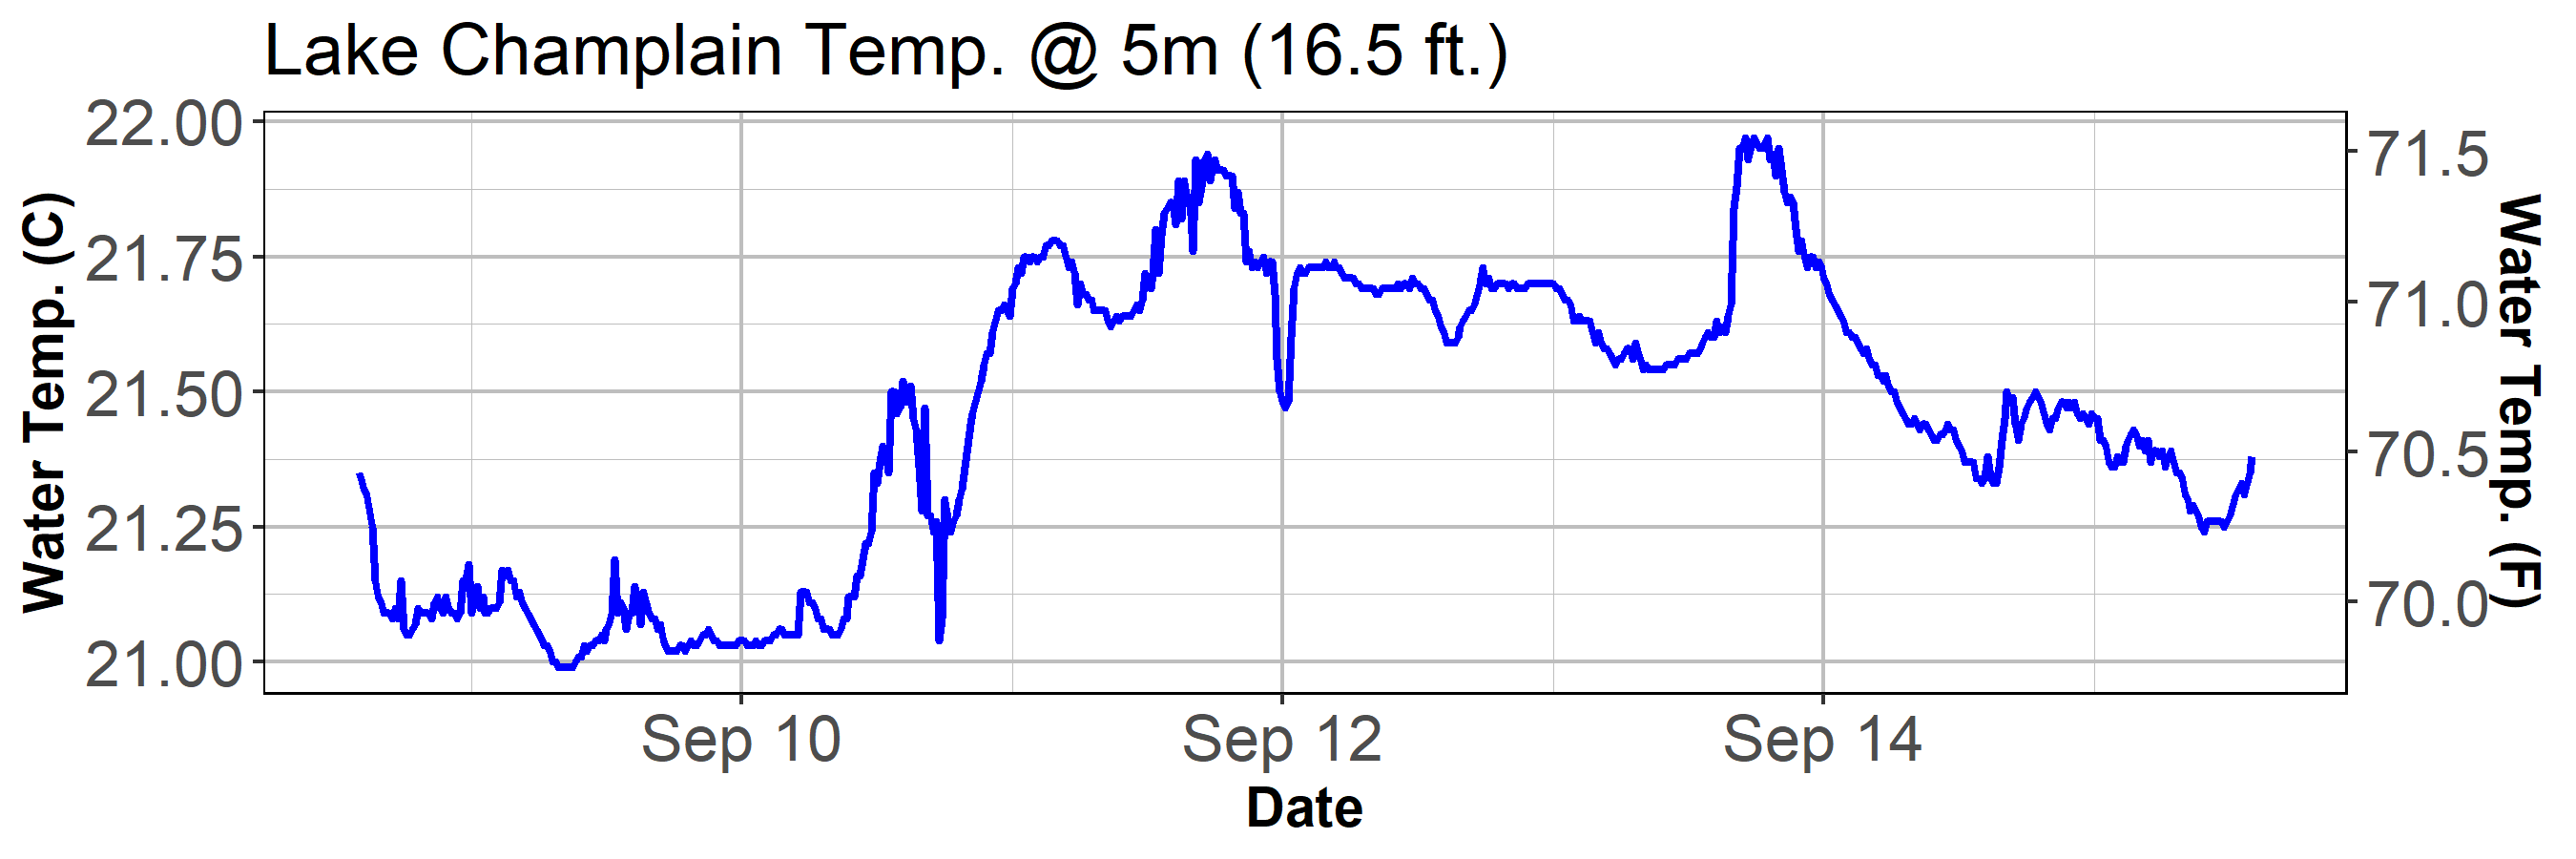 Lake Champlain Temp. @ 5m (16.5 ft.)
Water Temp. (C)
22.00
21.75
21.50
21.25
21.00
71.5
71.0
70.5
70.0
Water Temp. (F)
Sep 10
Sep 12
Sep 14
Date